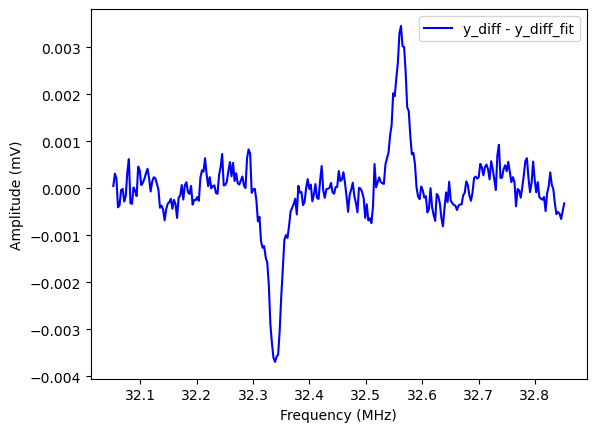 y_diff - y_diff_fit
0.003
0.002
0.001
0.000
−0.001
−0.002
−0.003
−0.004
Amplitude (mV)
32.1 32.2 32.3 32.4 32.5 32.6 32.7 32.8
Frequency (MHz)